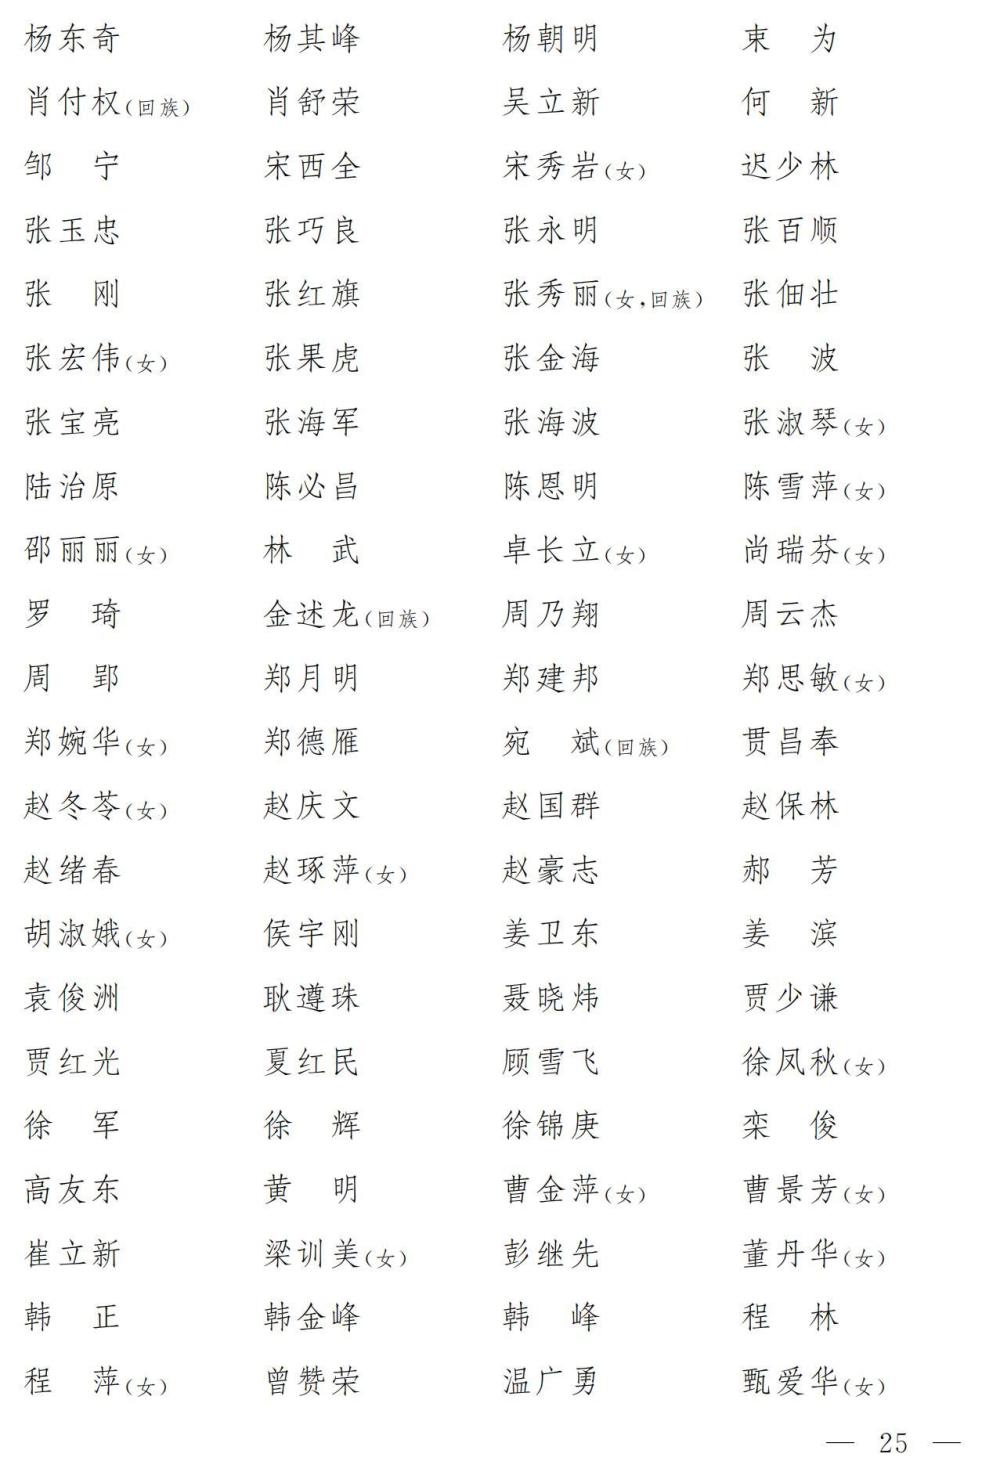 杨东奇 杨其峰 杨朝明 束　为
肖付权(回族) 肖舒荣 吴立新 何　新
邹　宁 宋西全 宋秀岩(女) 迟少林
张玉忠 张巧良 张永明 张百顺
张　刚 张红旗 张秀丽(女,回族) 张佃壮
张宏伟(女) 张果虎 张金海 张　波
张宝亮 张海军 张海波 张淑琴(女)
陆治原 陈必昌 陈恩明 陈雪萍(女)
邵丽丽(女) 林　武 卓长立(女) 尚瑞芬(女)
罗　琦 金述龙(回族) 周乃翔 周云杰
周　郢 郑月明 郑建邦 郑思敏(女)
郑婉华(女) 郑德雁 宛　斌(回族) 贯昌奉
赵冬苓(女) 赵庆文 赵国群 赵保林
赵绪春 赵琢萍(女) 赵豪志 郝　芳
胡淑娥(女) 侯宇刚 姜卫东 姜　滨
袁俊洲 耿遵珠 聂晓炜 贾少谦
贾红光 夏红民 顾雪飞 徐凤秋(女)
徐　军 徐　辉 徐锦庚 栾　俊
高友东 黄　明 曹金萍(女) 曹景芳(女)
崔立新 梁训美(女) 彭继先 董丹华(女)
韩　正 韩金峰 韩　峰 程　林
程　萍(女) 曾赞荣 温广勇 甄爱华(女)
— 25 —